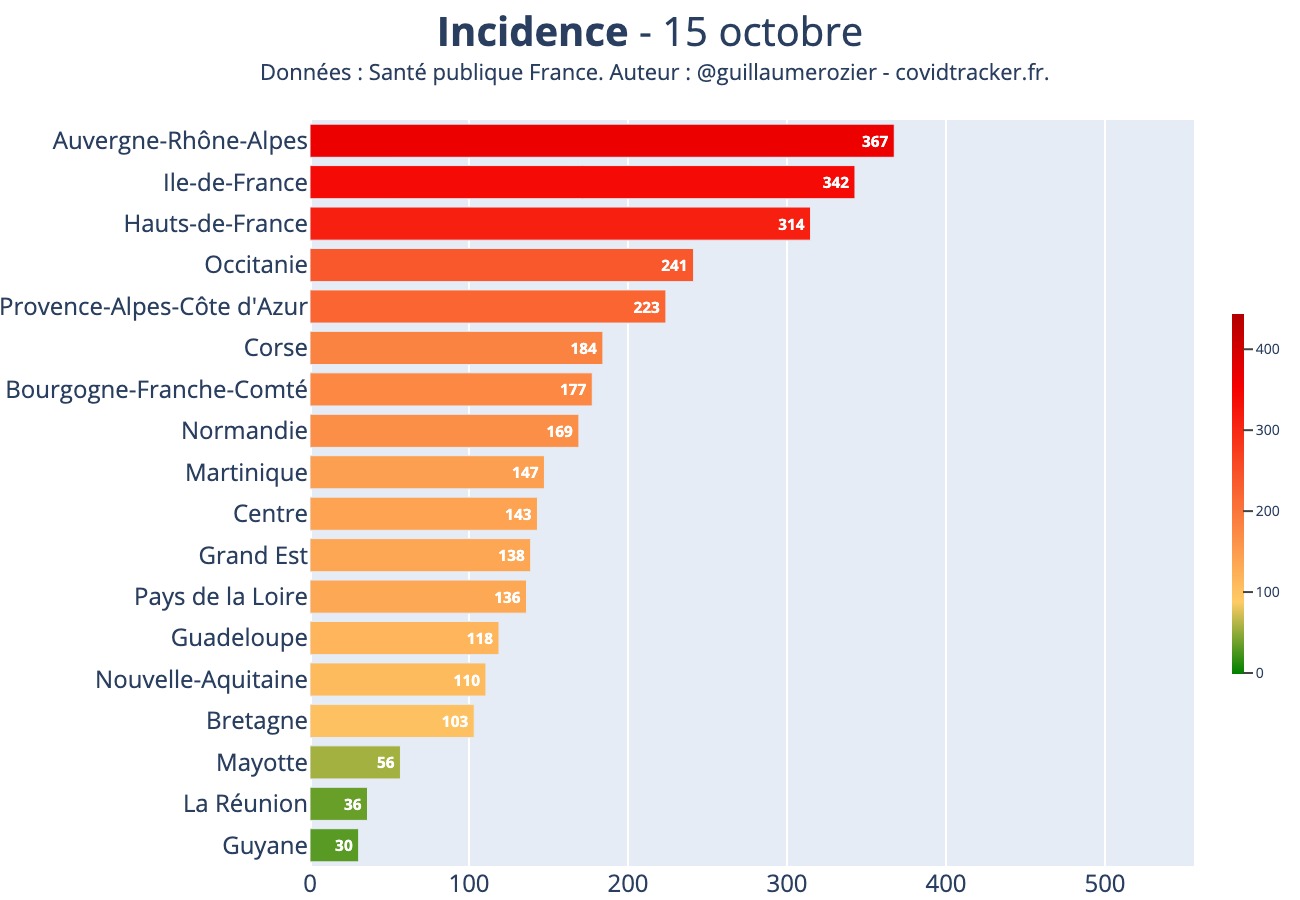 Incidence - 15 octobre
Données : Santé publique France. Auteur : @guillaumerozier - covidtracker.fr.
Auvergne-Rhône-Alpes 367
Ile-de-France 342
Hauts-de-France 314
Occitanie 241
Provence-Alpes-Côte d'Azur 223
Corse 184
Bourgogne-Franche-Comté 177
Normandie 169
Martinique 147
Centre 143
Grand Est 138
Pays de la Loire 136
Guadeloupe 118
Nouvelle-Aquitaine 110
Bretagne 103
Mayotte 56
La Réunion 36
Guyane 30
0 100 200 300 400 500
400
300
200
100
0